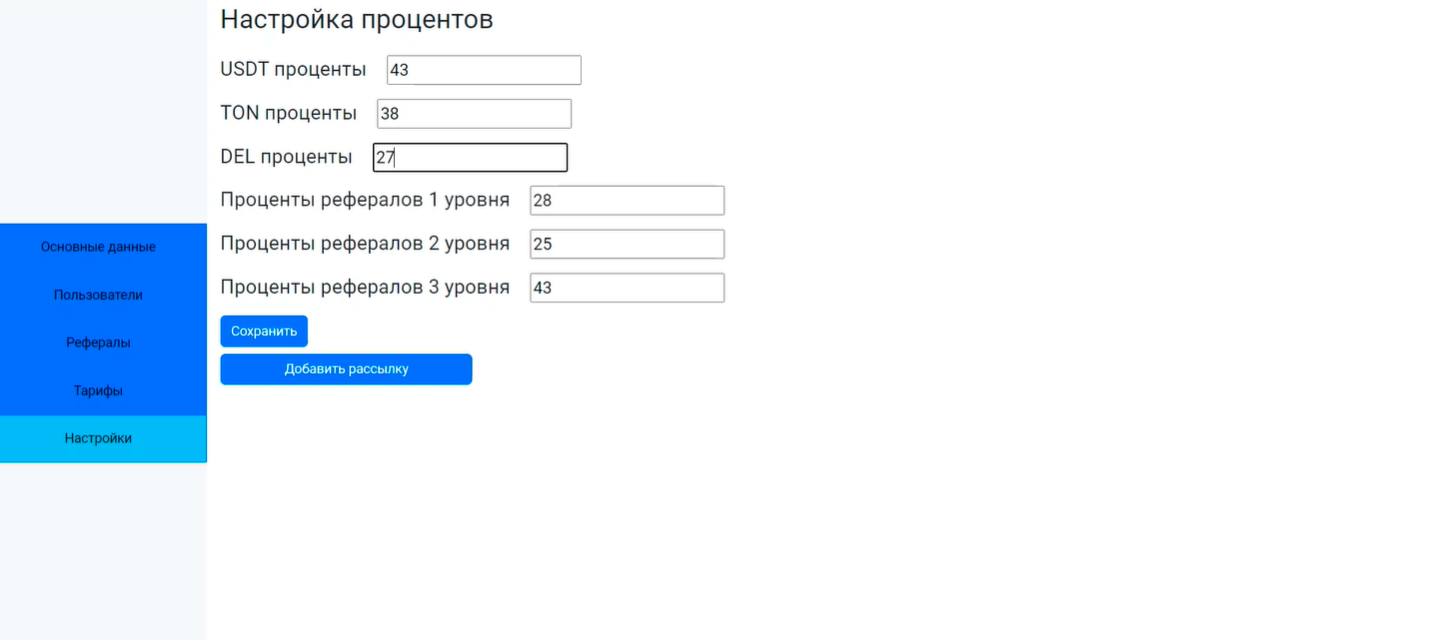 Настройка процентов
USDT проценты 43
TON проценты 38
DEL проценты 27
Проценты рефералов 1 уровня 28
Проценты рефералов 2 уровня 25
Проценты рефералов 3 уровня 43
Сохранить
Добавить рассылку
Основные данные
Пользователи
Рефералы
Тарифы
Настройки